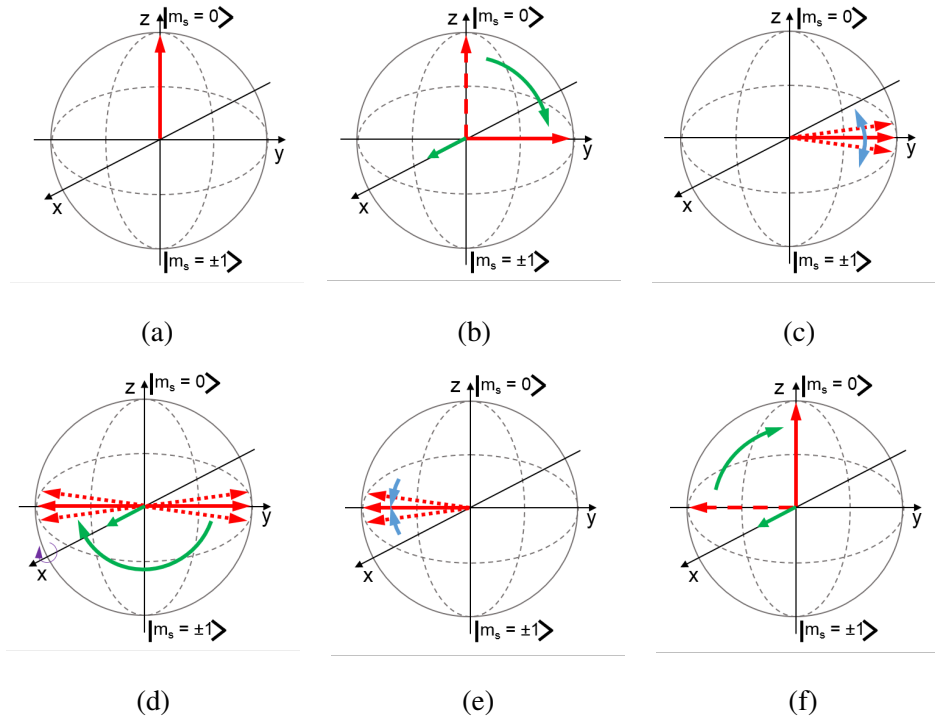 z |mₛ = 0>
y
x
|mₛ = ±1>
(a)
z |mₛ = 0>
y
x
|mₛ = ±1>
(b)
z |mₛ = 0>
y
x
|mₛ = ±1>
(c)
z |mₛ = 0>
y
x
|mₛ = ±1>
(d)
z |mₛ = 0>
y
x
|mₛ = ±1>
(e)
z |mₛ = 0>
y
x
|mₛ = ±1>
(f)